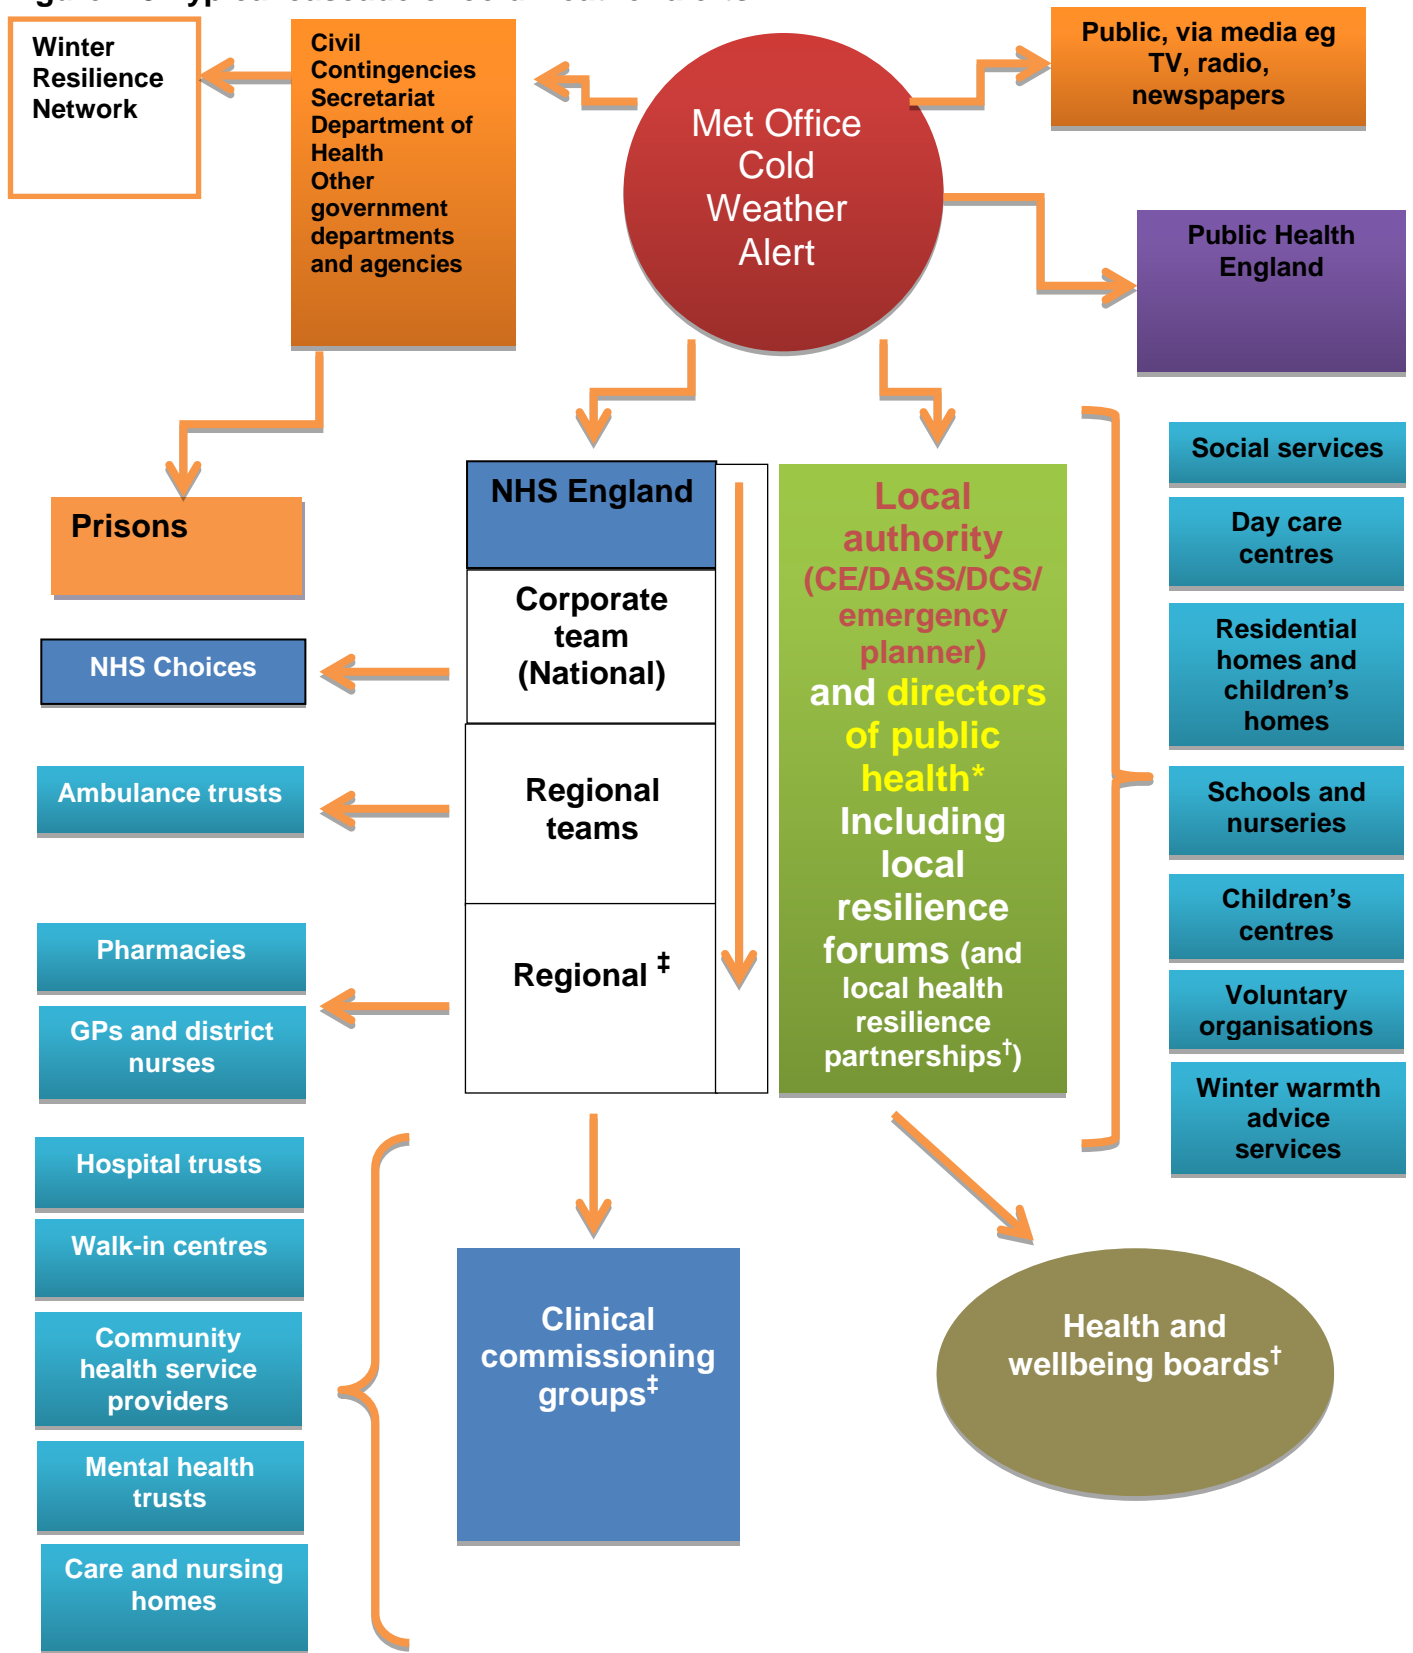 Winter
Resilience
Network
Civil
Contingencies
Secretariat
Department of
Health
Other
government
departments
and agencies
Met Office
Cold
Weather
Alert
Public, via media eg
TV, radio,
newspapers
Public Health
England
Prisons
NHS England
Corporate
team
(National)
Regional
teams
Regional ‡
NHS Choices
Ambulance trusts
Pharmacies
GPs and district
nurses
Local
authority
(CE/DASS/DCS/
emergency
planner)
and directors
of public
health*
Including
local
resilience
forums (and
local health
resilience
partnerships†)
Social services
Day care
centres
Residential
homes and
children’s
homes
Schools and
nurseries
Children’s
centres
Voluntary
organisations
Winter warmth
advice
services
Hospital trusts
Walk-in centres
Community
health service
providers
Mental health
trusts
Care and nursing
homes
Clinical
commissioning
groups‡
Health and
wellbeing boards†